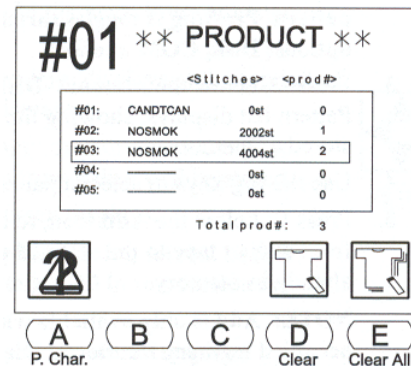 #01 ** PRODUCT **
<Stitches> <prod#>
#01: CANDTCAN 0st
#02: NOSMOK 2002st 1
#03: NOSMOK 4004st 2
#04: ——— 0st 0
#05: ——— 0st 0
Total prod#: 3
A B C D E
P. Char. Clear Clear All